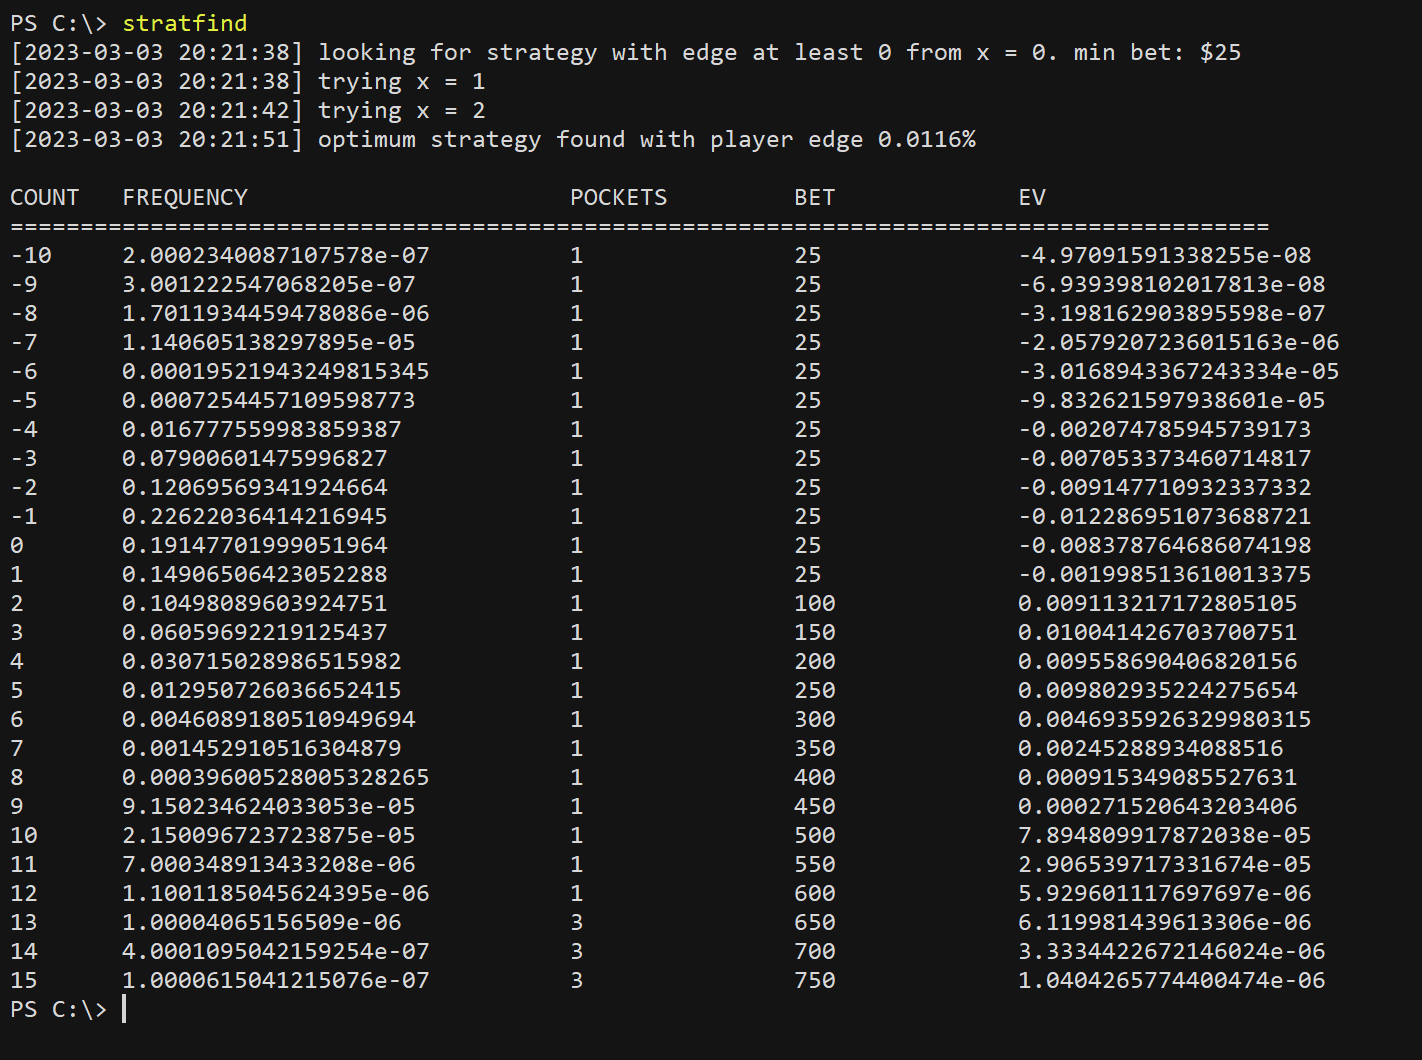 PS C:\> stratfind
[2023-03-03 20:21:38] looking for strategy with edge at least 0 from x = 0. min bet: $25
[2023-03-03 20:21:38] trying x = 1
[2023-03-03 20:21:42] trying x = 2
[2023-03-03 20:21:51] optimum strategy found with player edge 0.0116%
COUNT   FREQUENCY                       POCKETS         BET             EV
==========================================================================================
-10     2.0002340087107578e-07          1               25              -4.97091591338255e-08
-9      3.001222547068205e-07           1               25              -6.939398102017813e-08
-8      1.7011934459478086e-06          1               25              -3.198162903895598e-07
-7      1.140605138297895e-05           1               25              -2.0579207236015163e-06
-6      0.00019521943249815345          1               25              -3.0168943367243334e-05
-5      0.0007254457109598773           1               25              -9.832621597938601e-05
-4      0.016777559983859387            1               25              -0.002074785945739173
-3      0.07900601475996827             1               25              -0.007053373460714817
-2      0.12069569341924664             1               25              -0.009147710932337332
-1      0.22622036414216945             1               25              -0.012286951073688721
0       0.19147701999051964             1               25              -0.008378764686074198
1       0.14906506423052288             1               25              -0.001998513610013375
2       0.10498089603924751             1               100             0.009113217172805105
3       0.06059692219125437             1               150             0.010041426703700751
4       0.030715028986515982            1               200             0.009558690406820156
5       0.012950726036652415            1               250             0.009802935224275654
6       0.0046089180510949694           1               300             0.0046935926329980315
7       0.001452910516304879            1               350             0.00245288934088516
8       0.00039600528005328265          1               400             0.000915349085527631
9       9.150234624033053e-05           1               450             0.000271520643203406
10      2.150096723723875e-05           1               500             7.894809917872038e-05
11      7.000348913433208e-06           1               550             2.906539717331674e-05
12      1.1001185045624395e-06          1               600             5.929601117697697e-06
13      1.00004065156509e-06            3               650             6.119981439613306e-06
14      4.0001095042159254e-07          3               700             3.3334422672146024e-06
15      1.0000615041215076e-07          3               750             1.0404265774400474e-06
PS C:\>